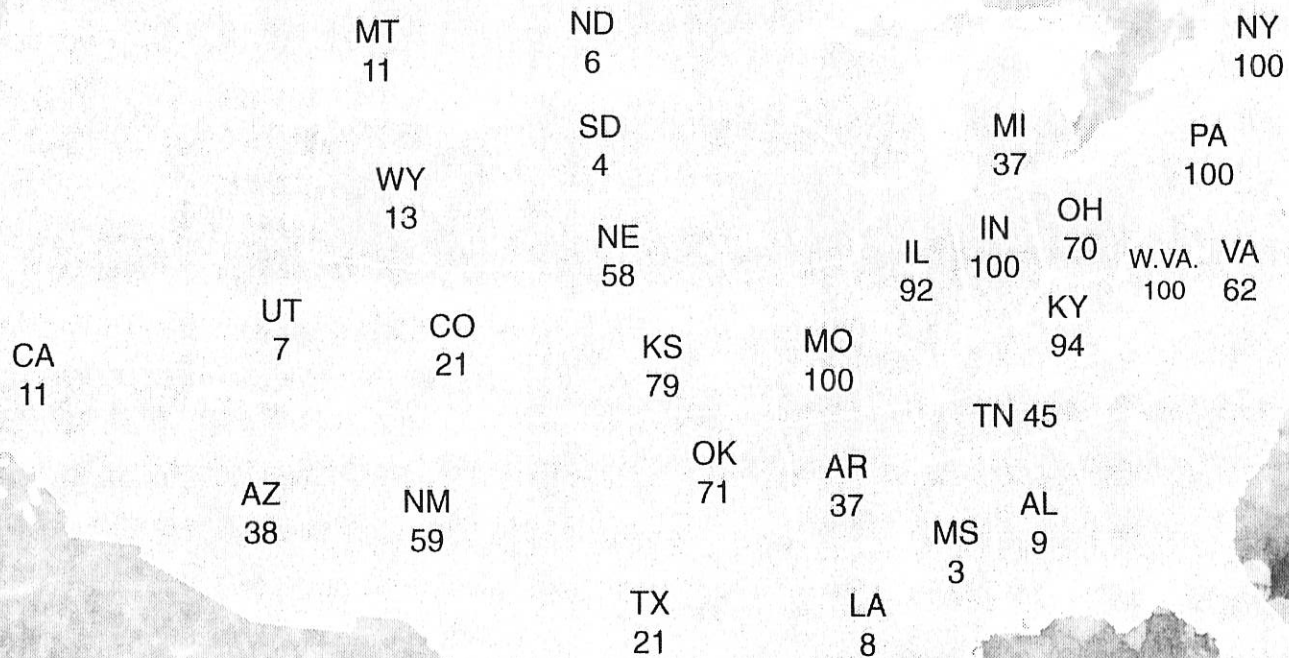 MT
11
ND
6
NY
100
SD
4
MI
37
PA
100
WY
13
NE
58
IL
92
IN
100
OH
70
W.VA.
100
VA
62
UT
7
CO
21
KS
79
MO
100
KY
94
CA
11
TN 45
AZ
38
NM
59
OK
71
AR
37
MS
3
AL
9
TX
21
LA
8